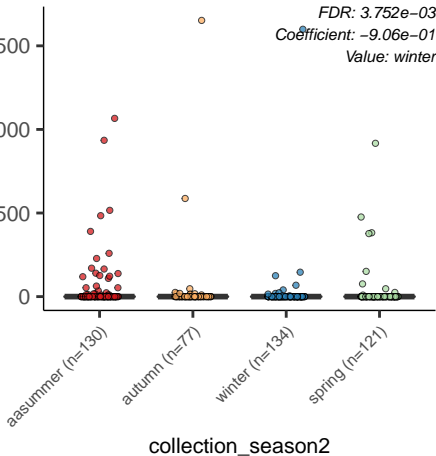 FDR: 3.752e−03
Coefficient: −9.06e−01
Value: winter
500
000
500
0
aasummer (n=130)
autumn (n=77)
winter (n=134)
spring (n=121)
collection_season2